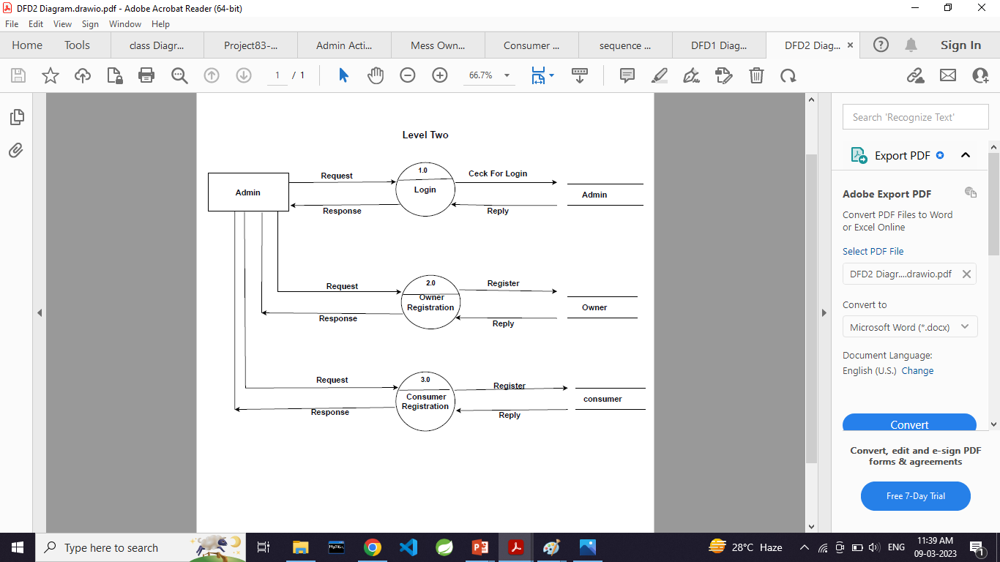 DFD2 Diagram.drawio.pdf - Adobe Acrobat Reader (64-bit)
File Edit View Sign Window Help
Home Tools class Diagr... Project83-... Admin Acti... Mess Own... Consumer ... sequence ... DFD1 Diag... DFD2 Diag... × Sign In
1 / 1 66.7%
Search 'Recognize Text'
Level Two
Export PDF
1.0
Request
Ceck For Login
Admin
Login
Admin
Response
Reply
Adobe Export PDF
Convert PDF Files to Word
or Excel Online
Select PDF File
DFD2 Diagr....drawio.pdf
2.0
Request
Register
Owner
Registration
Owner
Response
Reply
Convert to
Microsoft Word (*.docx)
Document Language:
English (U.S.) Change
3.0
Request
Register
Consumer
Registration
consumer
Response
Reply
Convert
Convert, edit and e-sign PDF
forms & agreements
Free 7-Day Trial
Type here to search
MySQL
28°C Haze
ENG
11:39 AM
09-03-2023
1